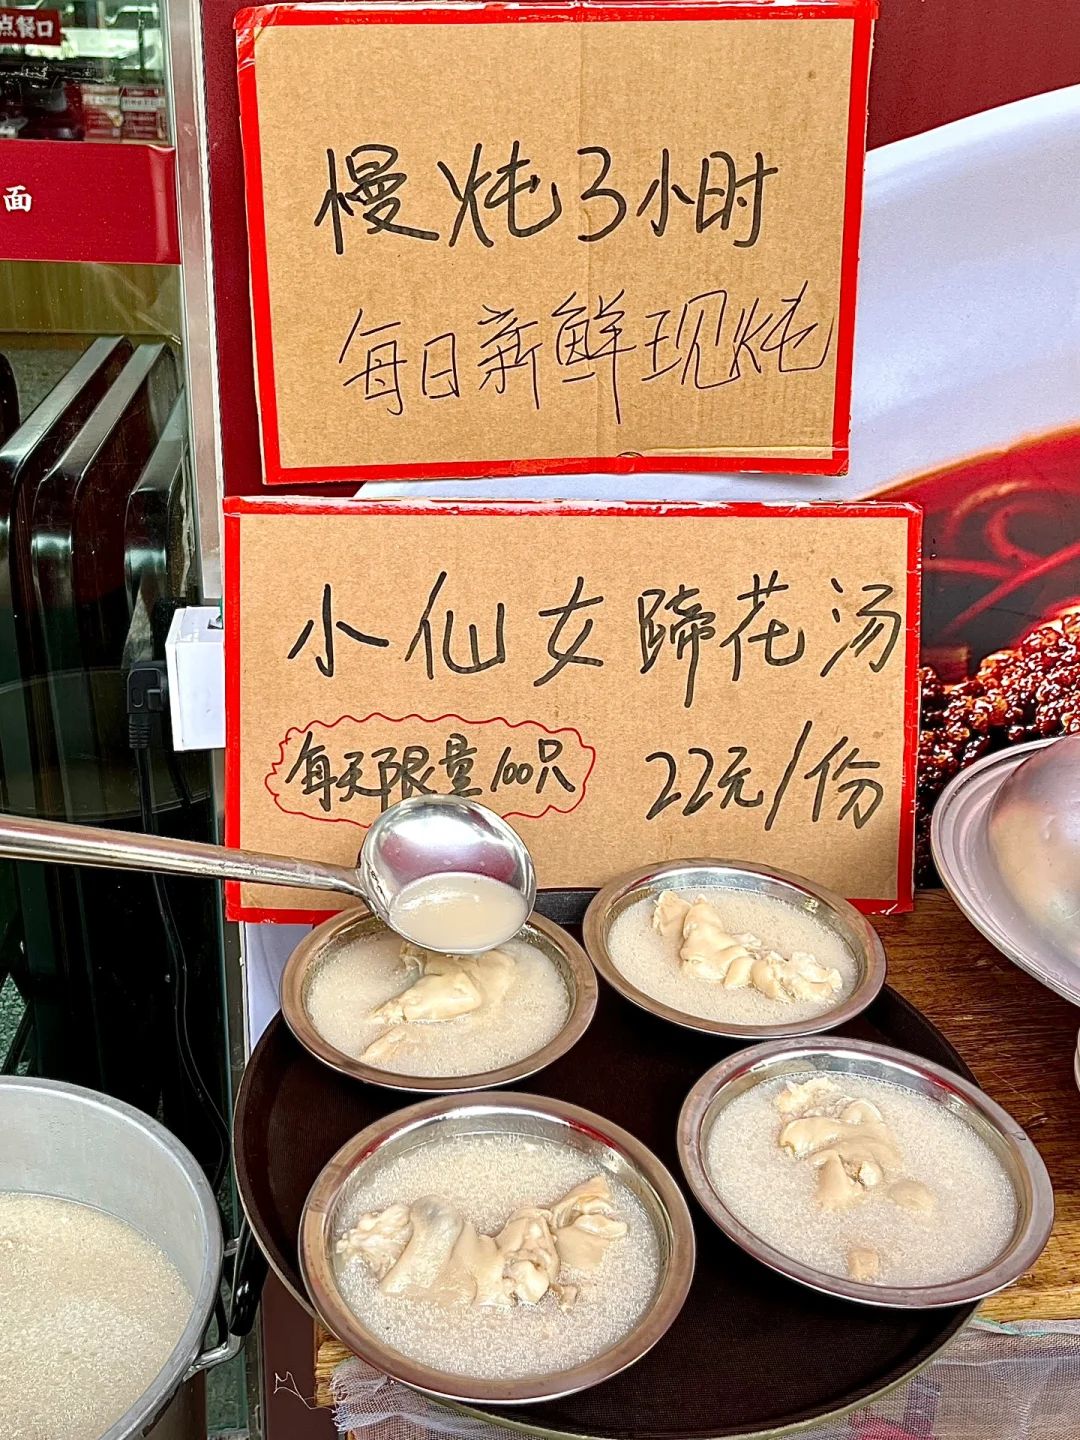 点餐口
面
慢炖3小时
每日新鲜现炖
小仙女蹄花汤
每天限量100只
22元/份